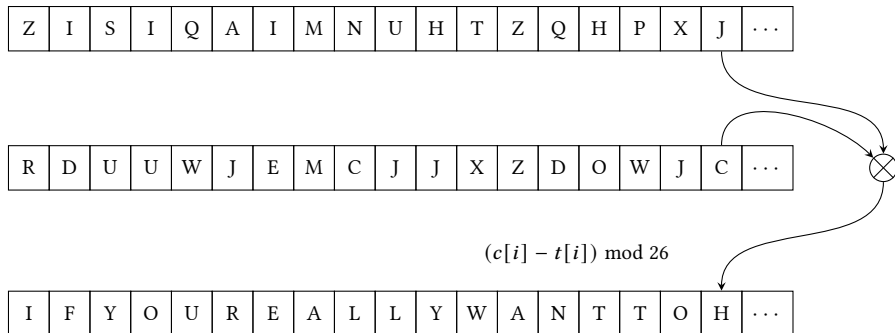 Z I S I Q A I M N U H T Z Q H P X J ···
R D U U W J E M C J J X Z D O W J C ···
(c[i] − t[i]) mod 26
I F Y O U R E A L L Y W A N T T O H ···